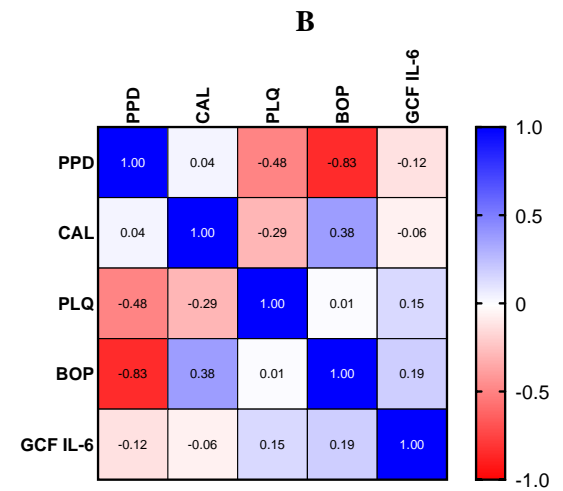 B
PPD CAL PLQ BOP GCF IL-6
PPD 1.00 0.04 -0.48 -0.83 -0.12
CAL 0.04 1.00 -0.29 0.38 -0.06
PLQ -0.48 -0.29 1.00 0.01 0.15
BOP -0.83 0.38 0.01 1.00 0.19
GCF IL-6 -0.12 -0.06 0.15 0.19 1.00
1.0
0.5
0
-0.5
-1.0